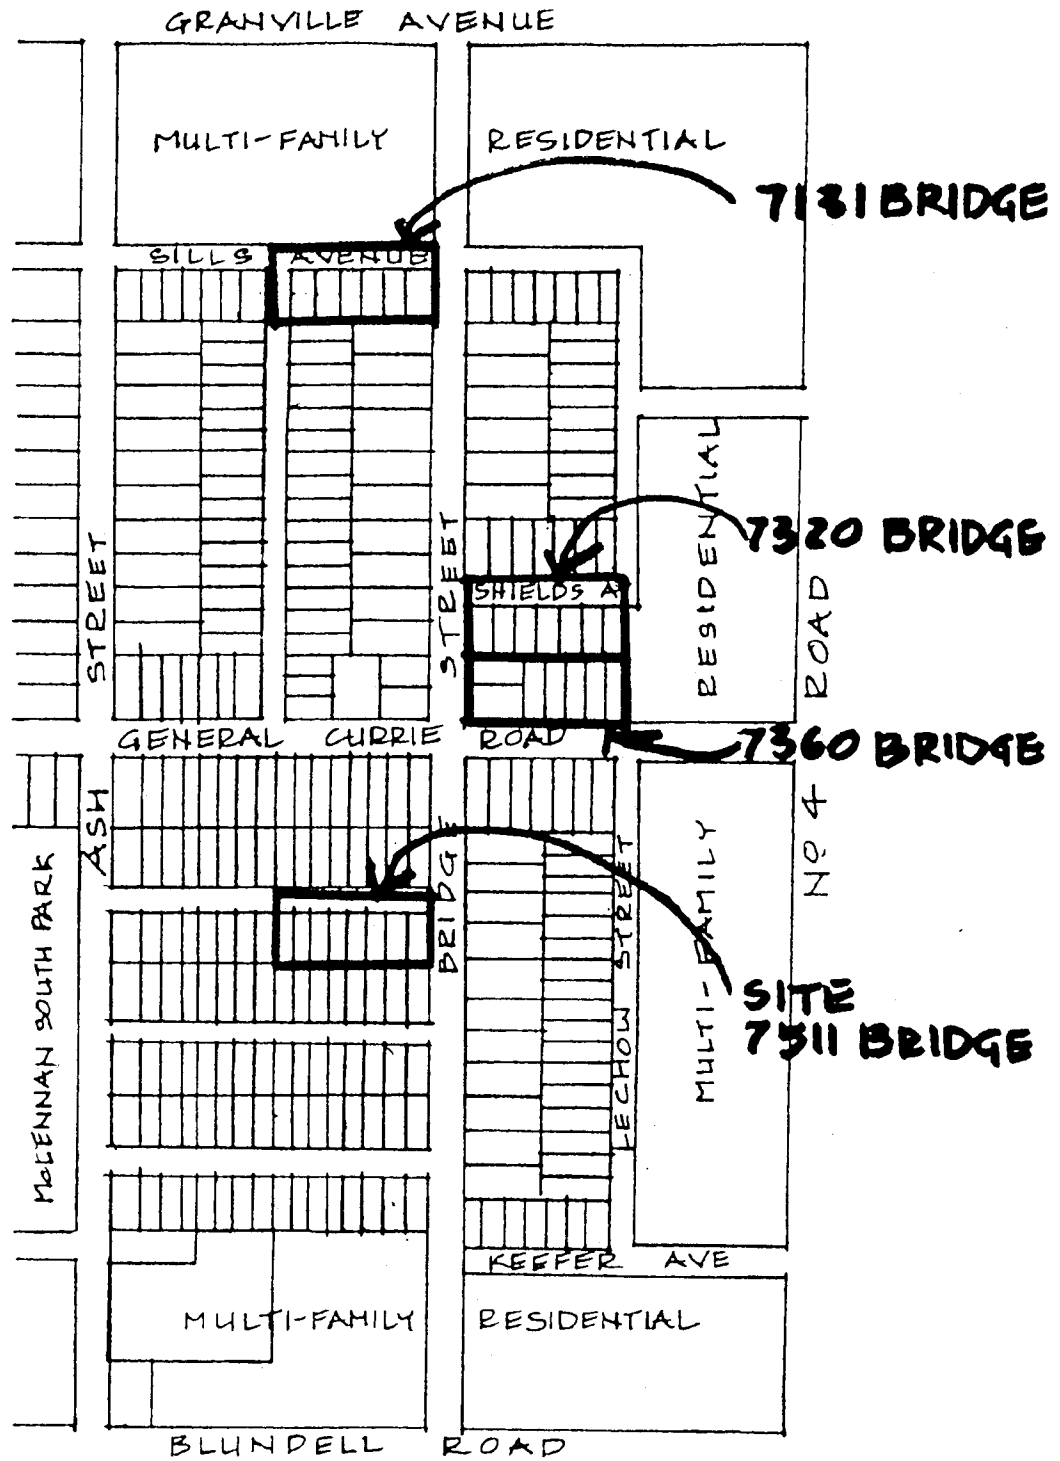 GRANVILLE AVENUE
MULTI-FAMILY RESIDENTIAL
7131 BRIDGE
SILLS AVENUE
RESIDENTIAL
STREET
STREET
7320 BRIDGE
SHIELDS A
ROAD
GENERAL CURRIE ROAD
7360 BRIDGE
ASH
BRIDGE
Nº 4
MULTI-FAMILY
MCLENNAN SOUTH PARK
LECHOW STREET
SITE
7511 BRIDGE
KEEFER AVE
MULTI-FAMILY RESIDENTIAL
BLUNDELL ROAD